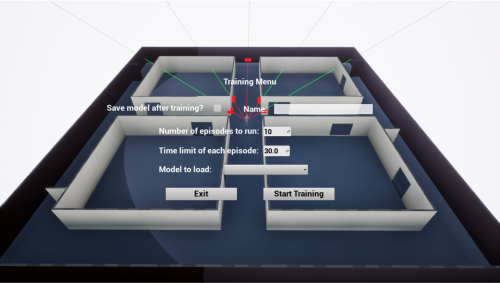 Training Menu
Save model after training? Name:
Number of episodes to run: 10
Time limit of each episode: 30.0
Model to load:
Exit Start Training